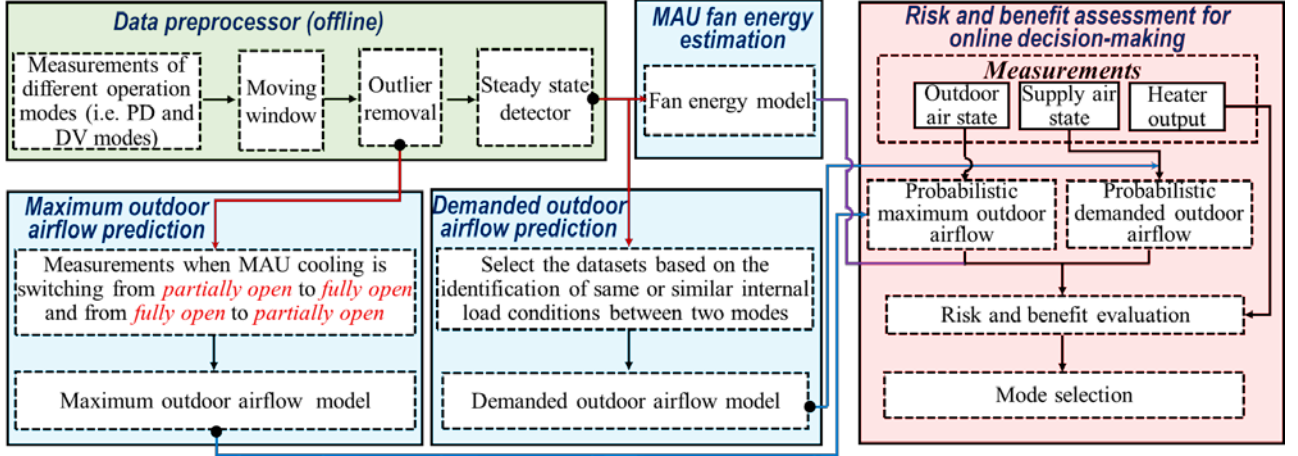 Data preprocessor (offline)
Measurements of
different operation
modes (i.e. PD and
DV modes)
Moving
window
Outlier
removal
Steady state
detector
MAU fan energy
estimation
Fan energy model
Risk and benefit assessment for
online decision-making
Measurements
Outdoor
air state
Supply air
state
Heater
output
Probabilistic
maximum outdoor
airflow
Probabilistic
demanded outdoor
airflow
Risk and benefit evaluation
Mode selection
Maximum outdoor
airflow prediction
Measurements when MAU cooling is
switching from partially open to fully open
and from fully open to partially open
Maximum outdoor airflow model
Demanded outdoor
airflow prediction
Select the datasets based on the
identification of same or similar internal
load conditions between two modes
Demanded outdoor airflow model